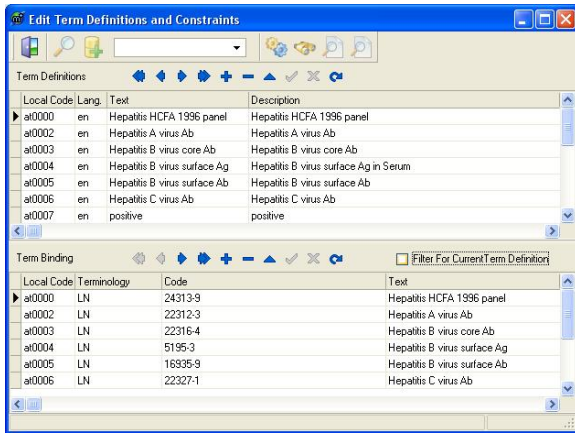 Edit Term Definitions and Constraints
Term Definitions
Local Code Lang. Text Description
at0000 en Hepatitis HCFA 1996 panel Hepatitis HCFA 1996 panel
at0002 en Hepatitis A virus Ab Hepatitis A virus Ab
at0003 en Hepatitis B virus core Ab Hepatitis B virus core Ab
at0004 en Hepatitis B virus surface Ag Hepatitis B virus surface Ag in Serum
at0005 en Hepatitis B virus surface Ab Hepatitis B virus surface Ab
at0006 en Hepatitis C virus Ab Hepatitis C virus Ab
at0007 en positive positive
Term Binding Filter For CurrentTerm Definition
Local Code Terminology Code Text
at0000 LN 24313-9 Hepatitis HCFA 1996 panel
at0002 LN 22312-3 Hepatitis A virus Ab
at0003 LN 22316-4 Hepatitis B virus core Ab
at0004 LN 5195-3 Hepatitis B virus surface Ag
at0005 LN 16935-9 Hepatitis B virus surface Ab
at0006 LN 22327-1 Hepatitis C virus Ab